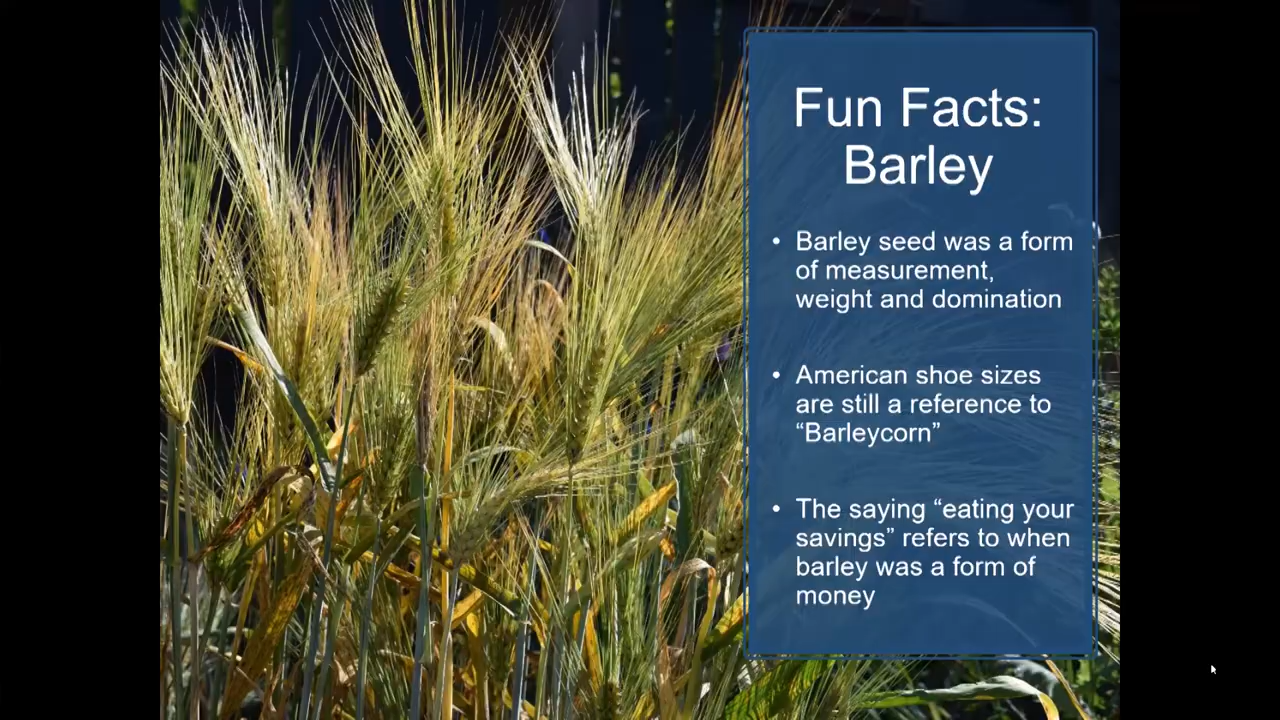 Fun Facts:
Barley
• Barley seed was a form
of measurement,
weight and domination
• American shoe sizes
are still a reference to
“Barleycorn”
• The saying “eating your
savings” refers to when
barley was a form of
money